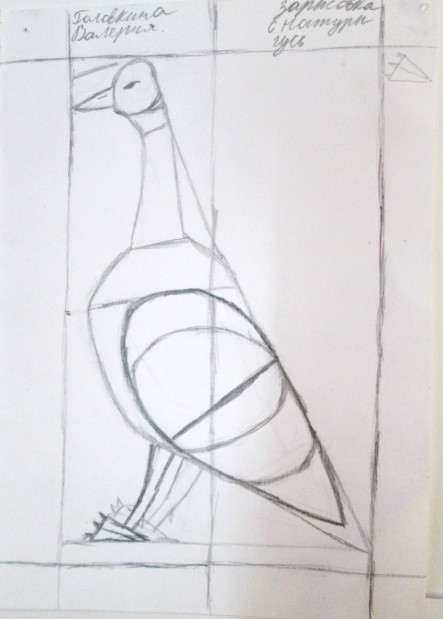 Головкина
Валерия.
зарисовка
с натуры
гусь